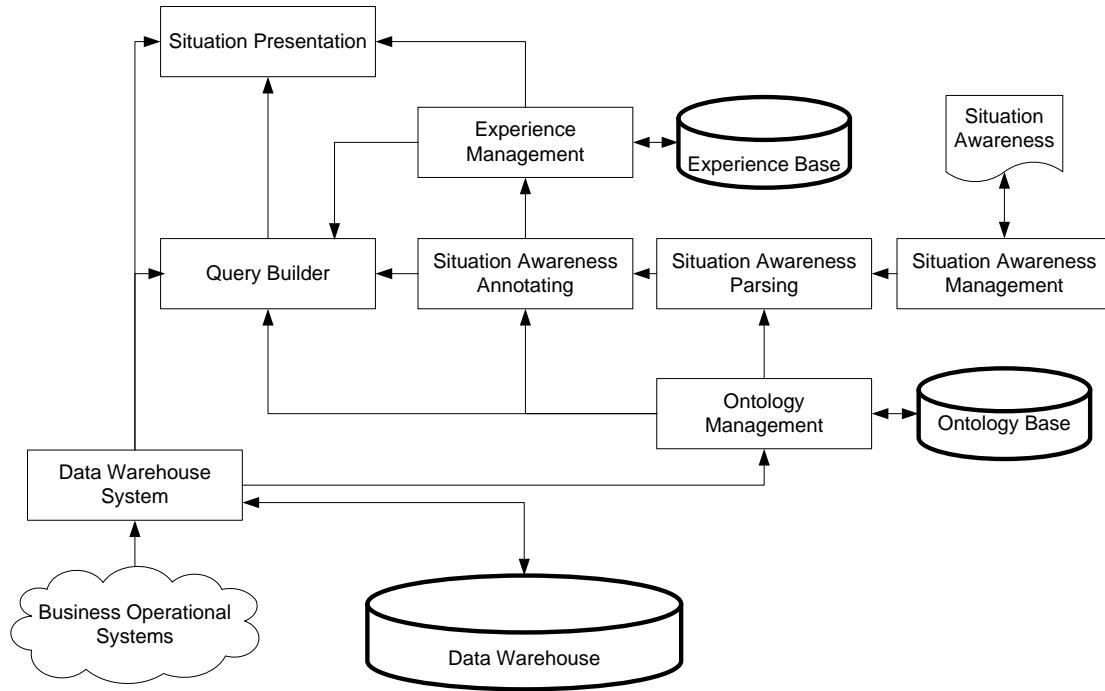 Situation Presentation
Experience
Management
Experience Base
Situation
Awareness
Query Builder
Situation Awareness
Annotating
Situation Awareness
Parsing
Situation Awareness
Management
Ontology
Management
Ontology Base
Data Warehouse
System
Business Operational
Systems
Data Warehouse